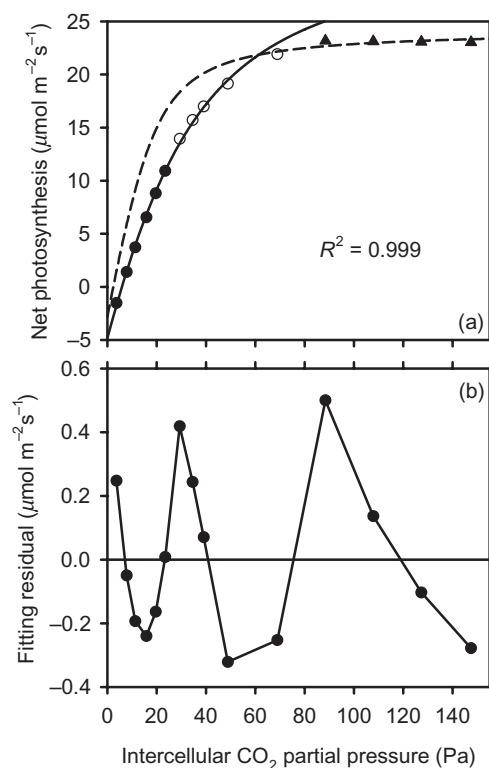 25
20
15
10
5
0
–5
Net photosynthesis (μmol m–2 s–1)
R2 = 0.999
(a)
0.6
0.4
0.2
0.0
–0.2
–0.4
Fitting residual (μmol m–2 s–1)
(b)
0 20 40 60 80 100 120 140
Intercellular CO2 partial pressure (Pa)